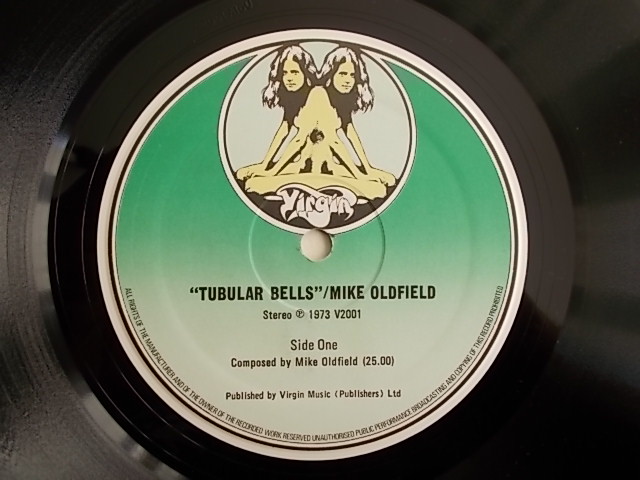 Virgin
"TUBULAR BELLS"/MIKE OLDFIELD
Stereo ℗ 1973 V2001
Side One
Composed by Mike Oldfield (25.00)
Published by Virgin Music (Publishers) Ltd
ALL RIGHTS OF THE MANUFACTURER AND OF THE OWNER OF THE RECORDED WORK RESERVED UNAUTHORISED PUBLIC PERFORMANCE BROADCASTING AND COPYING OF THIS RECORD PROHIBITED